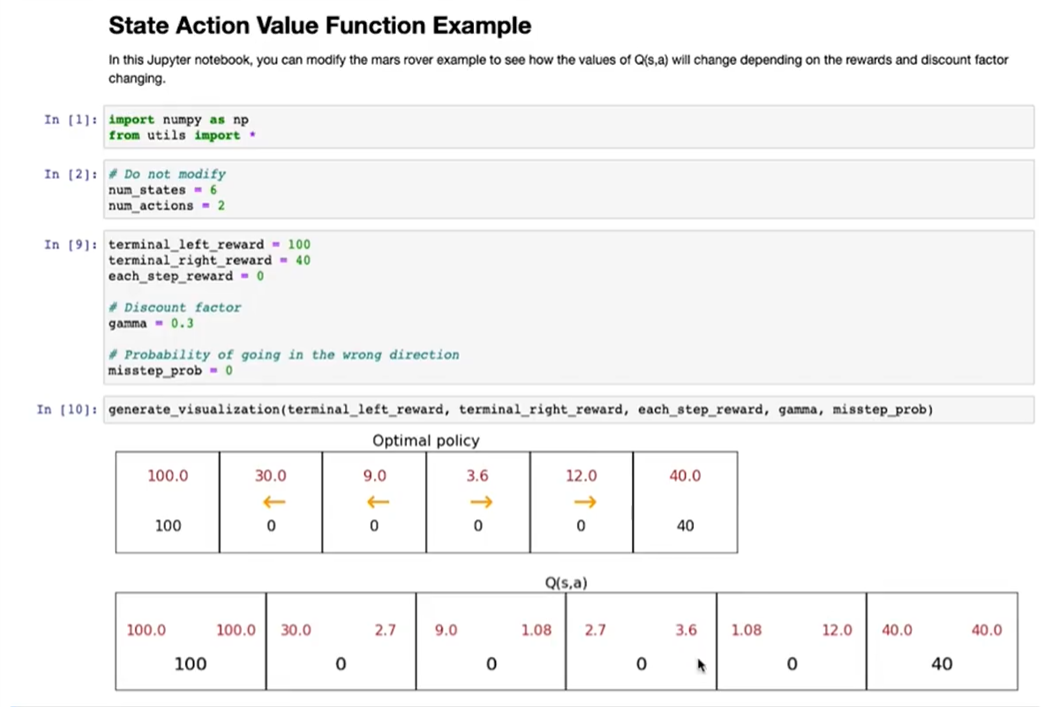 State Action Value Function Example
In this Jupyter notebook, you can modify the mars rover example to see how the values of Q(s,a) will change depending on the rewards and discount factor
changing.
In [1]: import numpy as np
from utils import *
In [2]: # Do not modify
num_states = 6
num_actions = 2
In [9]: terminal_left_reward = 100
terminal_right_reward = 40
each_step_reward = 0
# Discount factor
gamma = 0.3
# Probability of going in the wrong direction
misstep_prob = 0
In [10]: generate_visualization(terminal_left_reward, terminal_right_reward, each_step_reward, gamma, misstep_prob)
Optimal policy
100.0 30.0 9.0 3.6 12.0 40.0
← ← → →
100 0 0 0 0 40
Q(s,a)
100.0 100.0 30.0 2.7 9.0 1.08 2.7 3.6 1.08 12.0 40.0 40.0
100 0 0 0 0 40